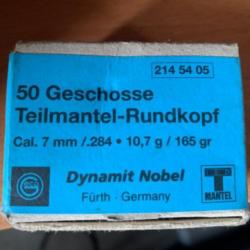 214 54 05
50 Geschosse
Teilmantel-Rundkopf
Cal. 7 mm /.284 • 10,7 g / 165 gr
Dynamit Nobel
Fürth · Germany
T
MANTEL